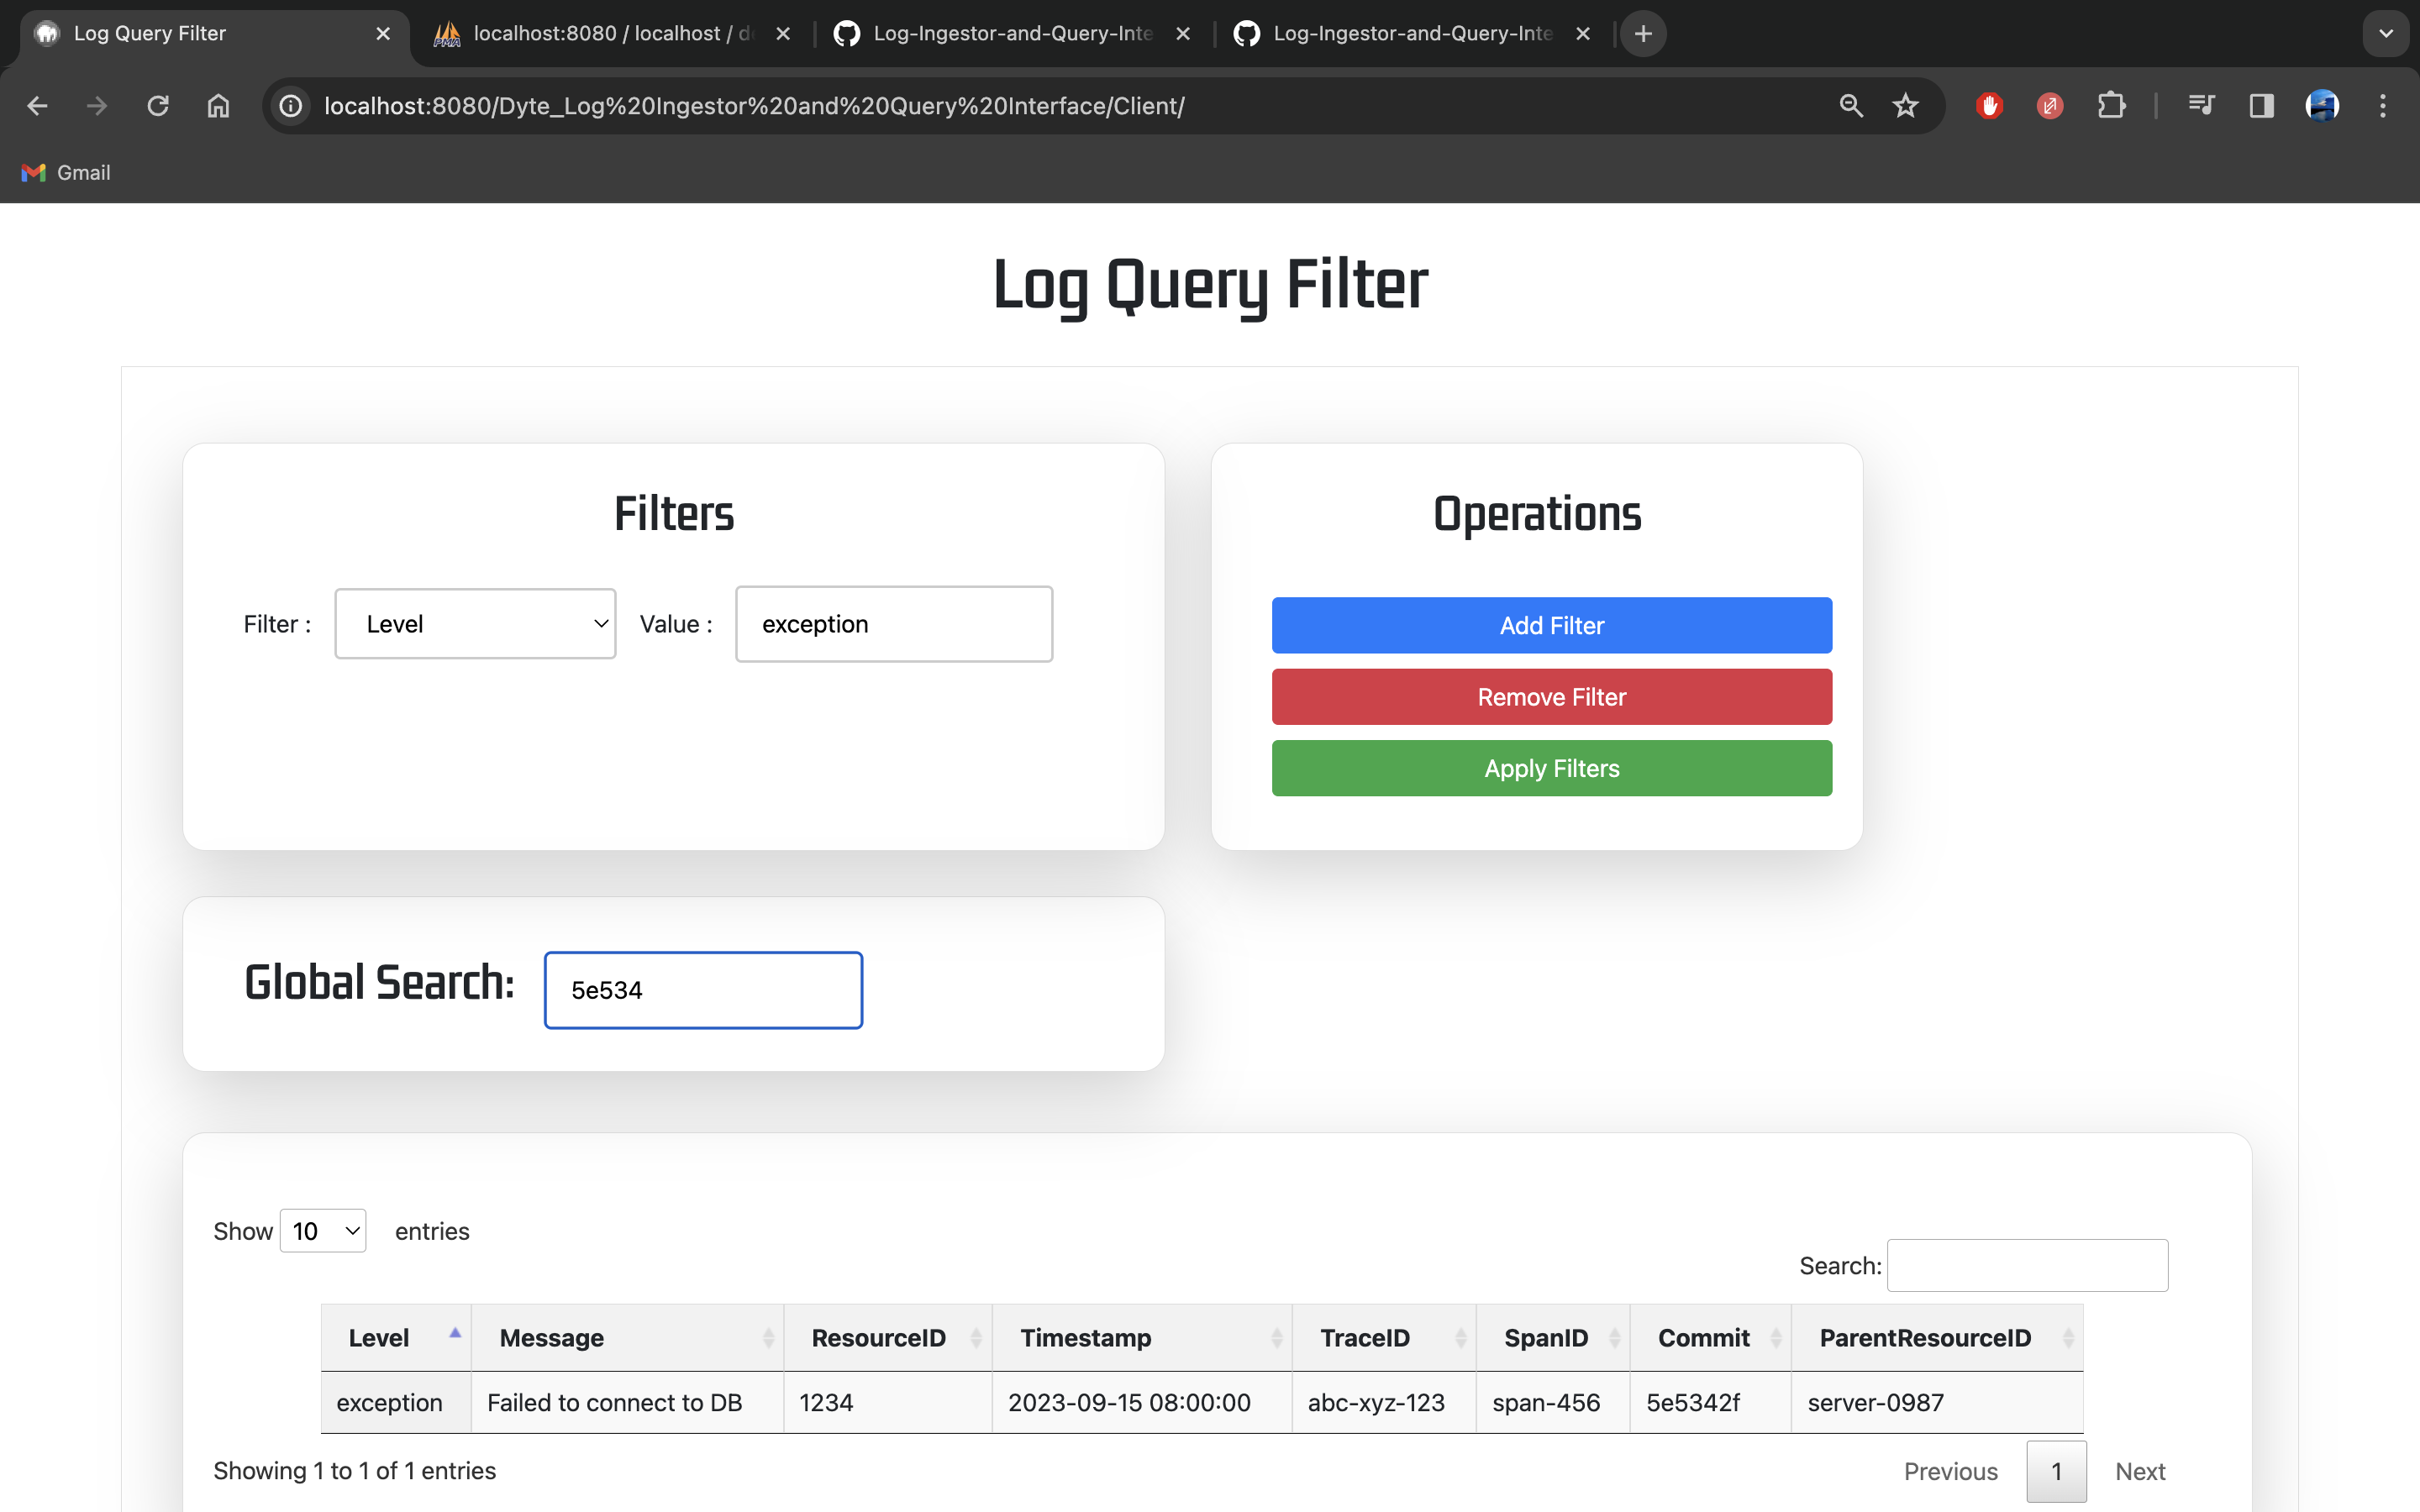 Log Query Filter
localhost:8080 / localhost / d
Log-Ingestor-and-Query-Inte
Log-Ingestor-and-Query-Inte
localhost:8080/Dyte_Log%20Ingestor%20and%20Query%20Interface/Client/
Gmail
Log Query Filter
Filters
Operations
Filter : Level Value : exception
Add Filter
Remove Filter
Apply Filters
Global Search: 5e534
Show 10 entries
Search:
Level Message ResourceID Timestamp TraceID SpanID Commit ParentResourceID
exception Failed to connect to DB 1234 2023-09-15 08:00:00 abc-xyz-123 span-456 5e5342f server-0987
Showing 1 to 1 of 1 entries
Previous 1 Next